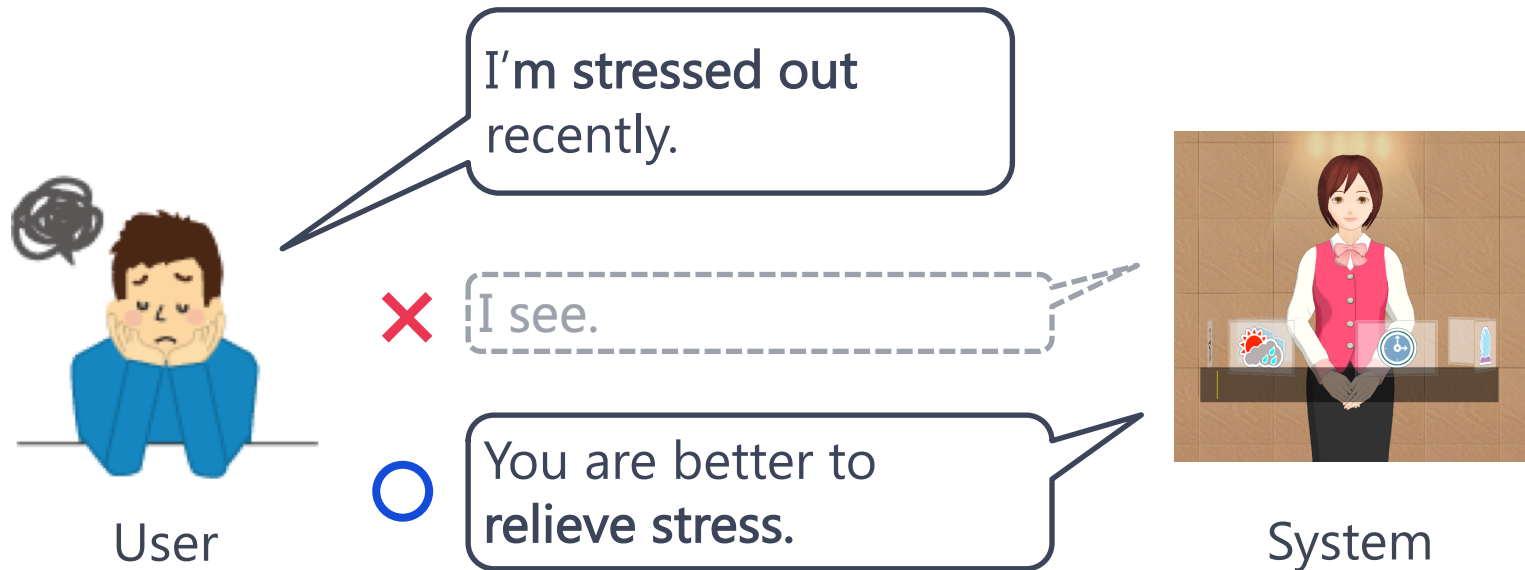 I'm stressed out
recently.
I see.
You are better to
relieve stress.
User
System